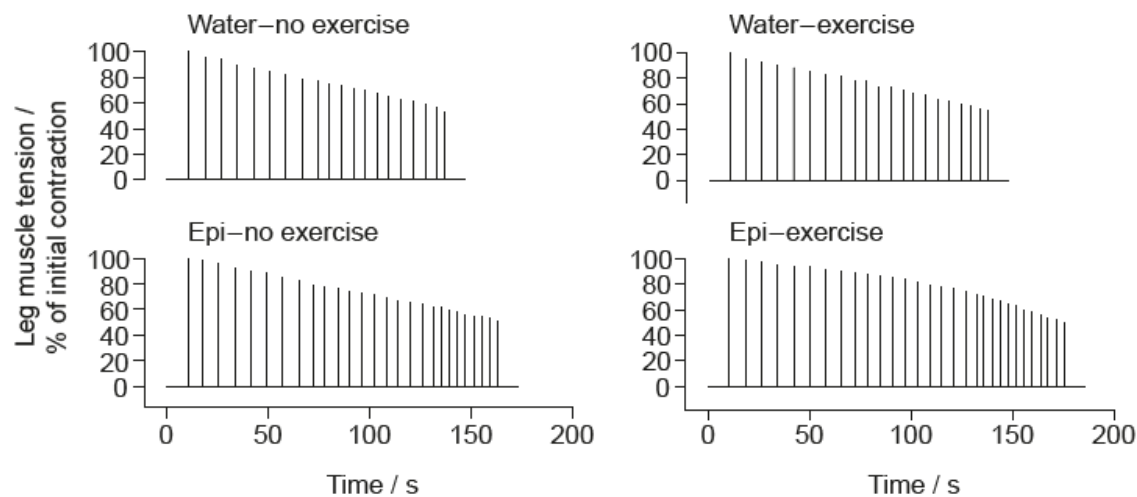 Water–no exercise
Water–exercise
100
80
60
40
20
0
100
80
60
40
20
0
Leg muscle tension /
% of initial contraction
Epi–no exercise
Epi–exercise
100
80
60
40
20
0
100
80
60
40
20
0
0 50 100 150 200
0 50 100 150 200
Time / s
Time / s